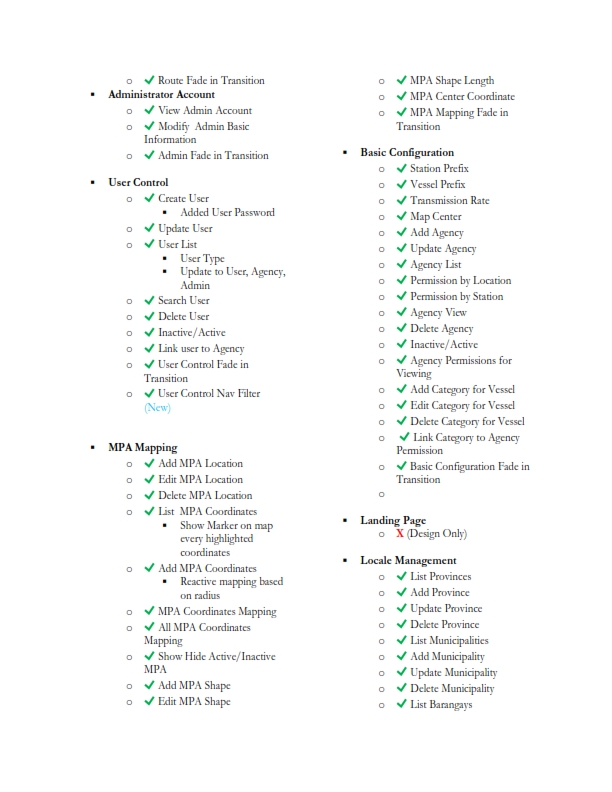 o ✔ Route Fade in Transition
▪ Administrator Account
o ✔ View Admin Account
o ✔ Modify  Admin Basic
Information
o ✔ Admin Fade in Transition
▪ User Control
o ✔ Create User
▪ Added User Password
o ✔ Update User
o ✔ User List
▪ User Type
▪ Update to User, Agency,
Admin
o ✔ Search User
o ✔ Delete User
o ✔ Inactive/Active
o ✔ Link user to Agency
o ✔ User Control Fade in
Transition
o ✔ User Control Nav Filter
(New)
▪ MPA Mapping
o ✔ Add MPA Location
o ✔ Edit MPA Location
o ✔ Delete MPA Location
o ✔ List  MPA Coordinates
▪ Show Marker on map
every highlighted
coordinates
o ✔ Add MPA Coordinates
▪ Reactive mapping based
on radius
o ✔ MPA Coordinates Mapping
o ✔ All MPA Coordinates
Mapping
o ✔ Show Hide Active/Inactive
MPA
o ✔ Add MPA Shape
o ✔ Edit MPA Shape
o ✔ MPA Shape Length
o ✔ MPA Center Coordinate
o ✔ MPA Mapping Fade in
Transition
▪ Basic Configuration
o ✔ Station Prefix
o ✔ Vessel Prefix
o ✔ Transmission Rate
o ✔ Map Center
o ✔ Add Agency
o ✔ Update Agency
o ✔ Agency List
o ✔ Permission by Location
o ✔ Permission by Station
o ✔ Agency View
o ✔ Delete Agency
o ✔ Inactive/Active
o ✔ Agency Permissions for
Viewing
o ✔ Add Category for Vessel
o ✔ Edit Category for Vessel
o ✔ Delete Category for Vessel
o ✔ Link Category to Agency
Permission
o ✔ Basic Configuration Fade in
Transition
o
▪ Landing Page
o X (Design Only)
▪ Locale Management
o ✔ List Provinces
o ✔ Add Province
o ✔ Update Province
o ✔ Delete Province
o ✔ List Municipalities
o ✔ Add Municipality
o ✔ Update Municipality
o ✔ Delete Municipality
o ✔ List Barangays